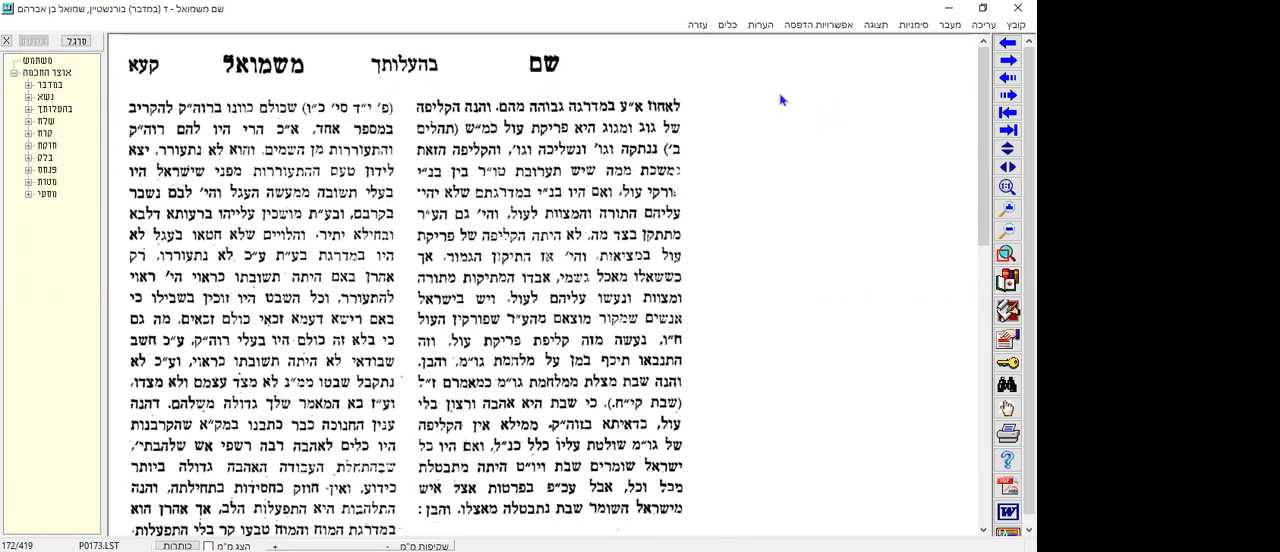 שם משמואל - ד (במדבר) בורנשטיין, שמואל בן אברהם
קובץ עריכה מעבר סימניות תצוגה אפשרויות הדפסה הערות כלים עזרה
סרגל
משתמש
אוצר החכמה
במדבר
נשא
בהעלותך
שלח
קרח
חוקת
בלק
פנחס
מטות
מסעי
שם בהעלותך משמואל קעא
לאחוז א״ע במדרגה גבוהה מהם. והנה הקליפה
של גוג ומגוג היא פריקת עול כמ״ש (תהלים
ב׳) ננתקה וגו׳ ונשליכה וגו׳, והקליפה הזאת
נמשכת ממה שיש תערובת טו״ר בין בנ״י
פורקי עול, ואם היו בנ״י במדרגתם שלא יהי׳
עליהם התורה והמצוות לעול, והי׳ גם הע״ר
מתתקן בצד מה, לא היתה הקליפה של פריקת
עול במציאות, והי׳ אז התיקון הגמור, אך
כששאלו מאכל גשמי, אבדו המתיקות מתורה
ומצוות ונעשו עליהם לעול, ויש בישראל
אנשים שמקור מוצאם מהע״ר שפורקין העול
ח״ו, נעשה מזה קליפת פריקת עול, וזה
התנבאו תיכף במן על מלחמת גו״מ, והבן.
והנה שבת מצלת ממלחמת גו״מ כמאמרם ז״ל
(שבת קי״ח.), כי שבת היא אהבה ורצון בלי
עול, כדאיתא בזוה״ק, ממילא אין הקליפה
של גו״מ שולטת עליו כלל כנ״ל, ואם היו כל
ישראל שומרים שבת ויו״ט היתה מתבטלת
מכל וכל, אבל עכ״פ בפרטות אצל איש
מישראל השומר שבת נתבטלה מאצלו. והבן:
(פ׳ י״ד סי׳ כ״ו) שכולם כוונו ברוה״ק להקריב
במספר אחד, א״כ הרי היו להם רוה״ק
והתעוררות מן השמים, והוא לא נתעורר, יצא
לידון טעם ההתעוררות מפני שישראל היו
בעלי תשובה ממעשה העגל והי׳ לבם נשבר
בקרבם, ובע״ת מושכין עלייהו ברעותא דלבא
ובחילא יתיר, והלויים שלא חטאו בעגל לא
היו במדרגת בע״ת ע״כ לא נתעוררו, רק
אהרן באם היתה תשובתו כראוי הי׳ ראוי
להתעורר, וכל השבט היו זוכין בשבילו כי
באם רישא דעמא זכאי כולם זכאים, מה גם
כי בלא זה כולם היו בעלי רוה״ק, ע״כ חשב
שבודאי לא היתה תשובתו כראוי, וע״כ לא
נתקבל שבטו כמ״נ לא מצד עצמם ולא מצדו,
וע״ז בא המאמר שלך גדולה משלהם. דהנה
ענין החנוכה כבר כתבנו במק״א שהקרבנות
היו כלים לאהבה רבה רשפי אש שלהבתי׳,
שבהתחלת העבודה האהבה גדולה ביותר
כידוע, ואין חזק כחסידות בתחילתה, והנה
התלהבות היא התפעלות הלב, אך אהרן הוא
במדרגת המוח והמוח טבעו קר בלי התפעלות.
172/419 P0173.LST כותרות הצג מ"מ + - שקיפות מ"מ
PDF
W
1:1